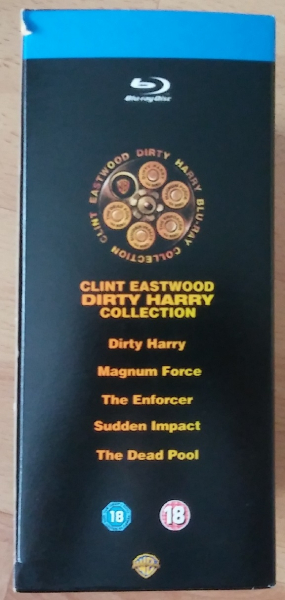 Blu-ray Disc
CLINT EASTWOOD DIRTY HARRY BLU-RAY COLLECTION
CLINT EASTWOOD
DIRTY HARRY
COLLECTION
Dirty Harry
Magnum Force
The Enforcer
Sudden Impact
The Dead Pool
18
18